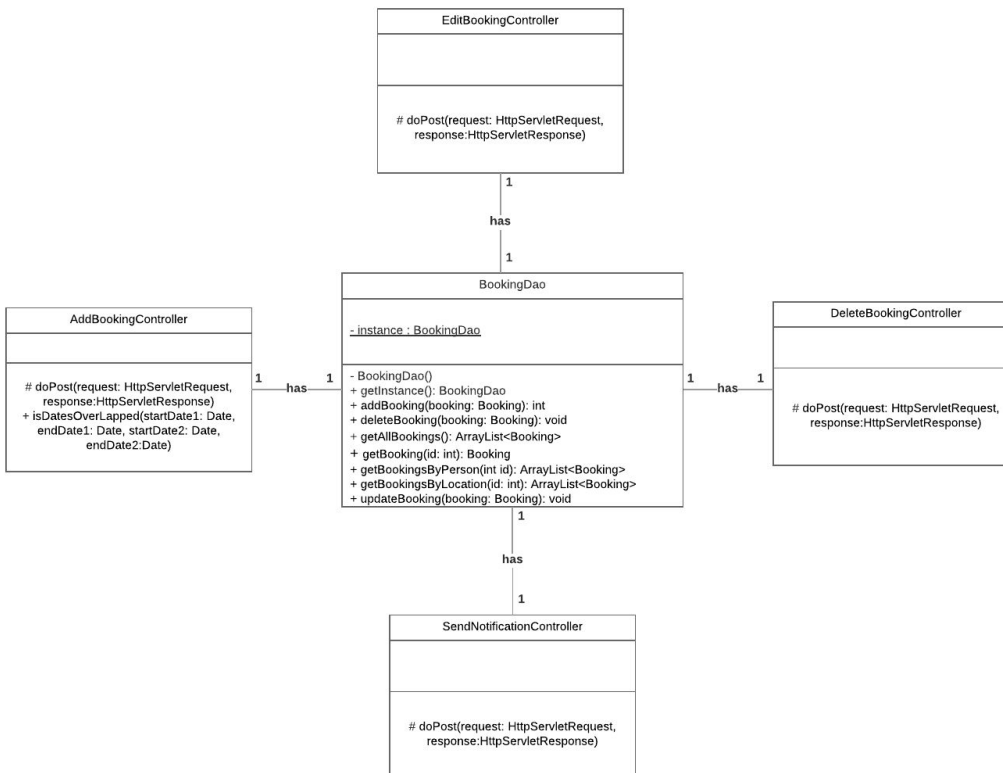 EditBookingController
# doPost(request: HttpServletRequest,
response:HttpServletResponse)
1
has
1
BookingDao
- instance : BookingDao
- BookingDao()
+ getInstance(): BookingDao
+ addBooking(booking: Booking): int
+ deleteBooking(booking: Booking): void
+ getAllBookings(): ArrayList<Booking>
+ getBooking(id: int): Booking
+ getBookingsByPerson(int id): ArrayList<Booking>
+ getBookingsByLocation(id: int): ArrayList<Booking>
+ updateBooking(booking: Booking): void
AddBookingController
# doPost(request: HttpServletRequest,
response:HttpServletResponse)
+ isDatesOverLapped(startDate1: Date,
endDate1: Date, startDate2: Date,
endDate2:Date)
1
has
1
1
has
1
DeleteBookingController
# doPost(request: HttpServletRequest,
response:HttpServletResponse)
1
has
1
SendNotificationController
# doPost(request: HttpServletRequest,
response:HttpServletResponse)